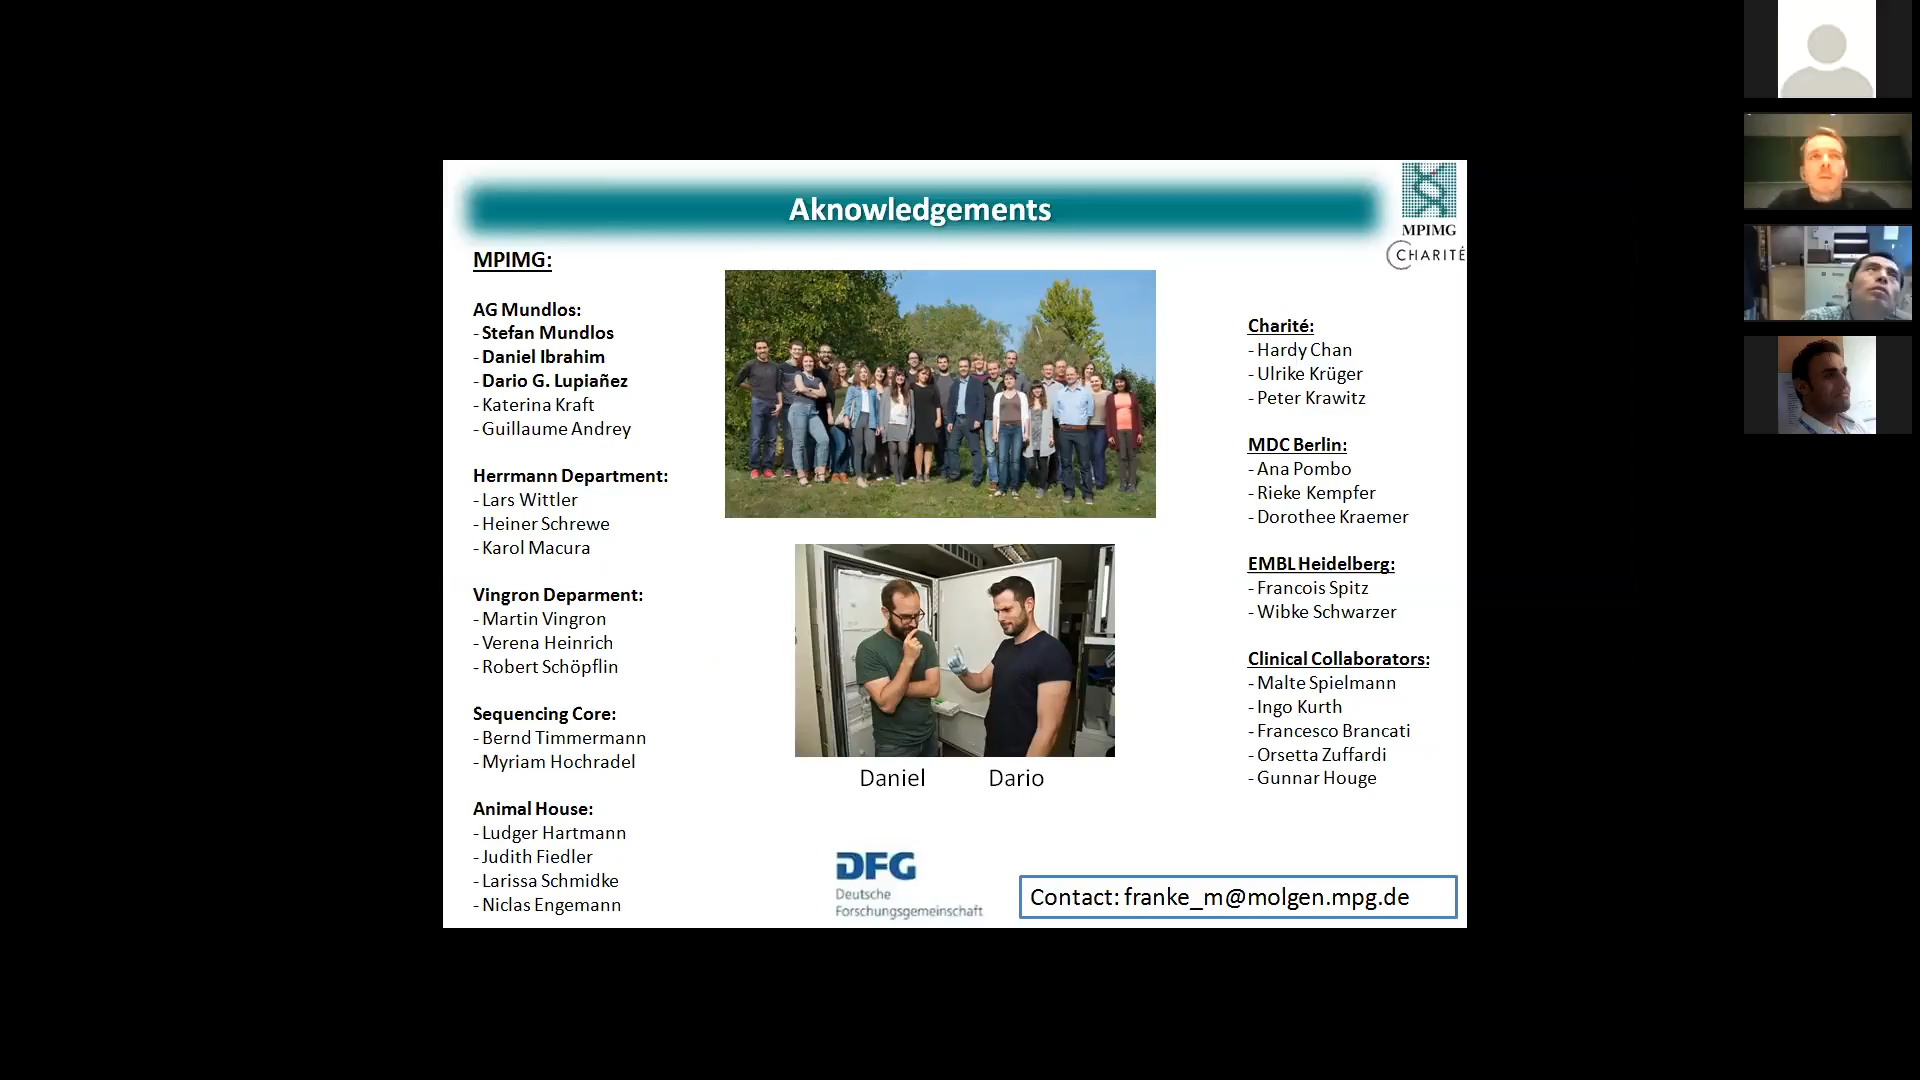 Aknowledgements
MPIMG
CHARITÉ
MPIMG:
AG Mundlos:
- Stefan Mundlos
- Daniel Ibrahim
- Dario G. Lupiañez
- Katerina Kraft
- Guillaume Andrey
Herrmann Department:
- Lars Wittler
- Heiner Schrewe
- Karol Macura
Vingron Deparment:
- Martin Vingron
- Verena Heinrich
- Robert Schöpflin
Sequencing Core:
- Bernd Timmermann
- Myriam Hochradel
Animal House:
- Ludger Hartmann
- Judith Fiedler
- Larissa Schmidke
- Niclas Engemann
Daniel
Dario
DFG
Deutsche
Forschungsgemeinschaft
Charité:
- Hardy Chan
- Ulrike Krüger
- Peter Krawitz
MDC Berlin:
- Ana Pombo
- Rieke Kempfer
- Dorothee Kraemer
EMBL Heidelberg:
- Francois Spitz
- Wibke Schwarzer
Clinical Collaborators:
- Malte Spielmann
- Ingo Kurth
- Francesco Brancati
- Orsetta Zuffardi
- Gunnar Houge
Contact: franke_m@molgen.mpg.de